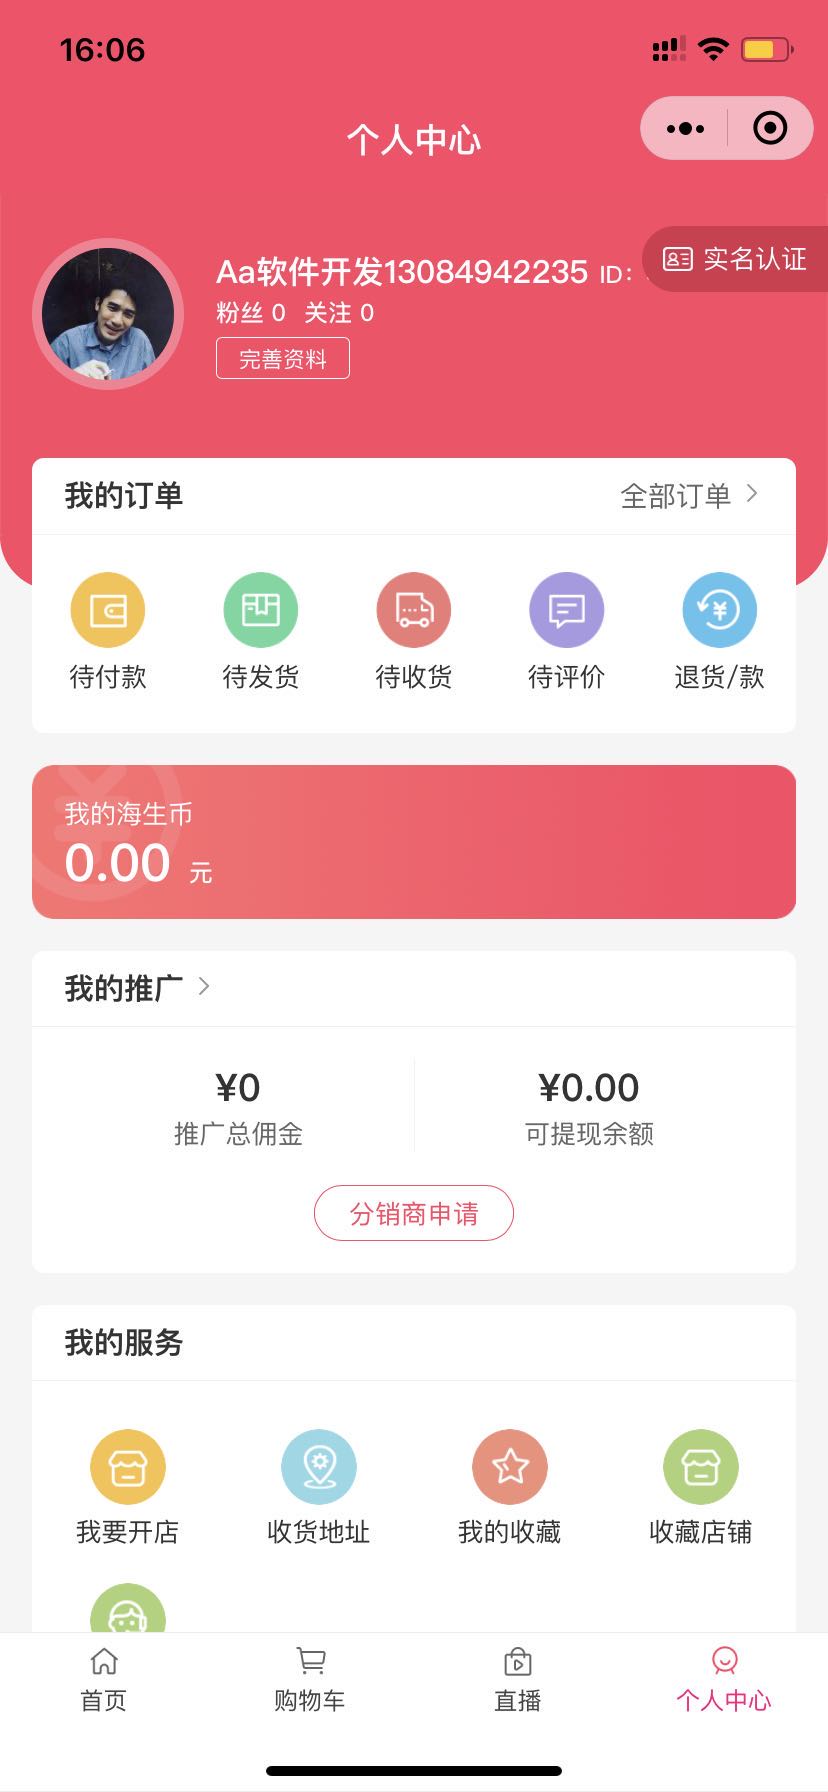 16:06
个人中心
Aa软件开发13084942235 ID:
实名认证
粉丝 0 关注 0
完善资料
我的订单
全部订单
待付款 待发货 待收货 待评价 退货/款
我的海生币
0.00 元
我的推广
¥0 ¥0.00
推广总佣金 可提现余额
分销商申请
我的服务
我要开店 收货地址 我的收藏 收藏店铺
首页 购物车 直播 个人中心